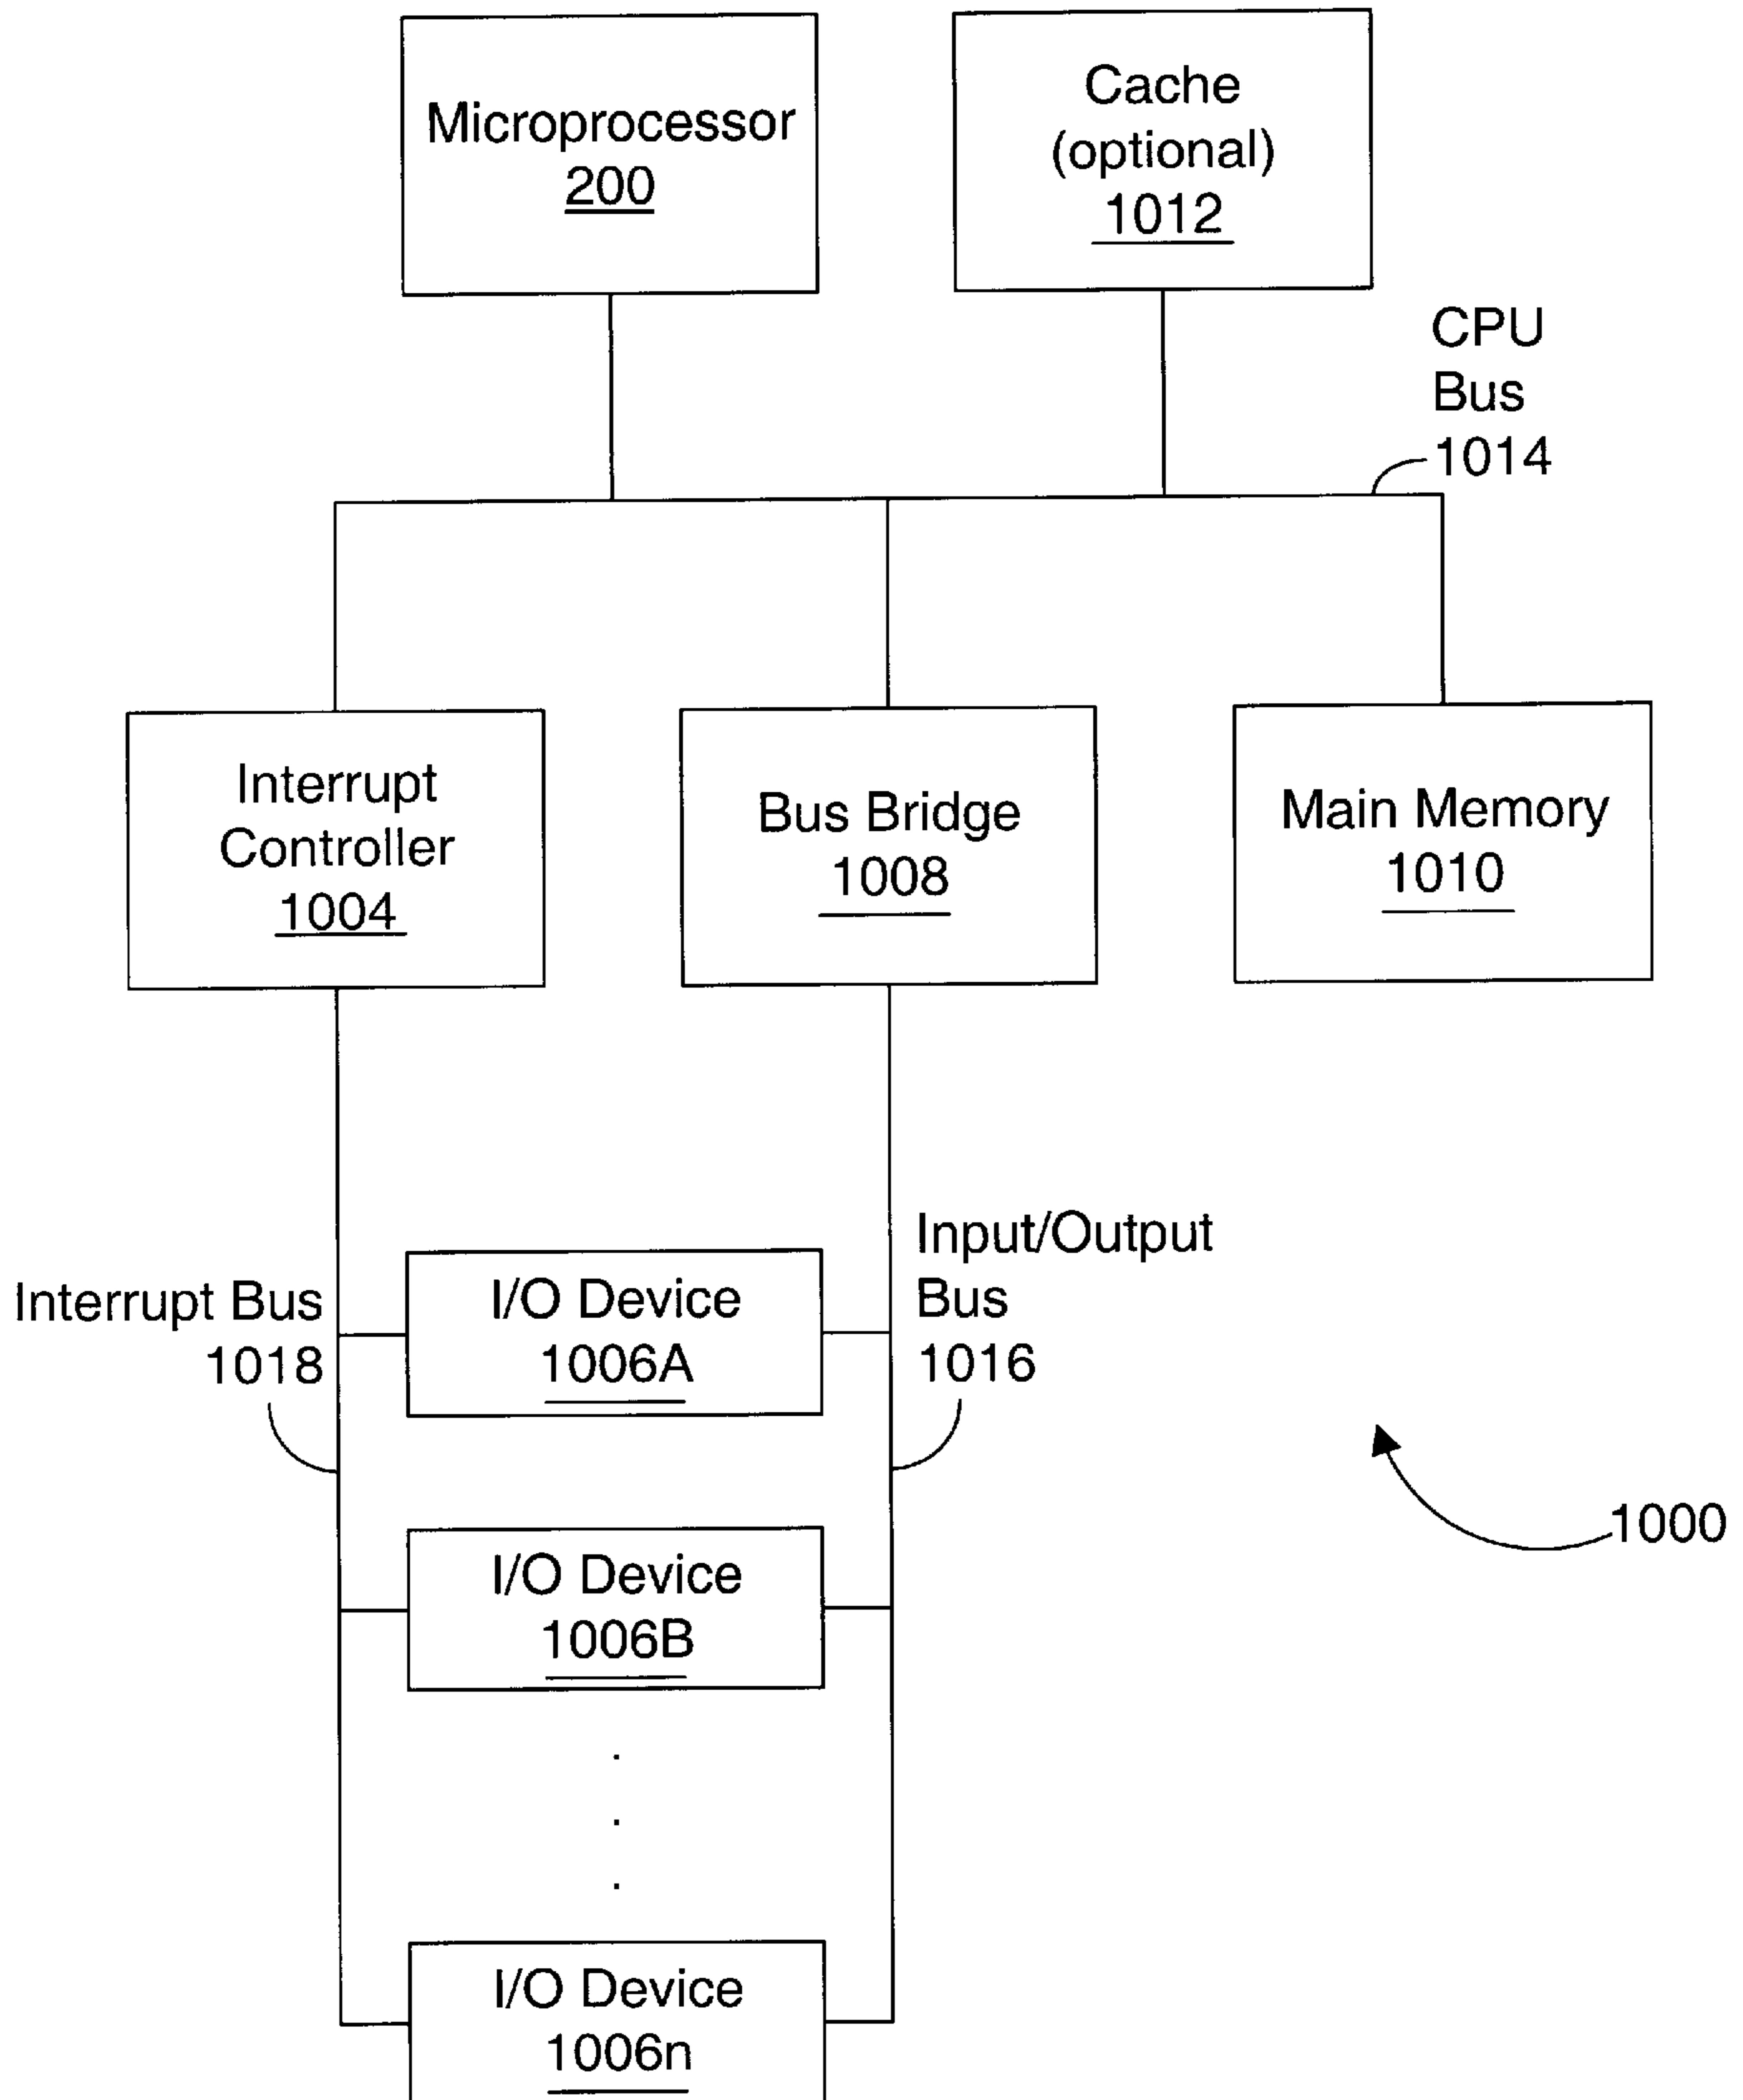 Microprocessor
200
Cache
(optional)
1012
CPU
Bus
1014
Interrupt
Controller
1004
Bus Bridge
1008
Main Memory
1010
Interrupt Bus
1018
I/O Device
1006A
Input/Output
Bus
1016
I/O Device
1006B
.
.
.
1000
I/O Device
1006n